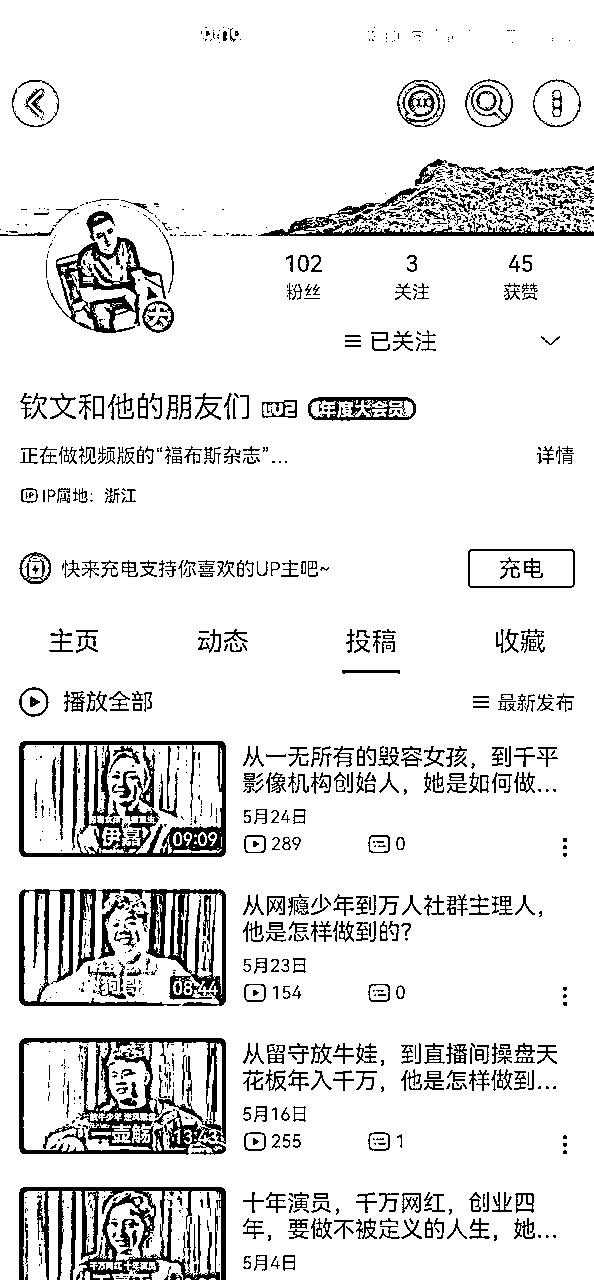 102
3
45
粉丝
关注
获赞
已关注
钦文和他的朋友们 LV2 年度大会员
正在做视频版的“福布斯杂志”...
详情
IP IP属地：浙江
快来充电支持你喜欢的UP主吧~
充电
主页
动态
投稿
收藏
播放全部
最新发布
伊嘉
09:09
从一无所有的毁容女孩，到千平
影像机构创始人，她是如何做...
5月24日
289
0
狗哥
08:44
从网瘾少年到万人社群主理人，
他是怎样做到的？
5月23日
154
0
一壶觞
13:43
从留守放牛娃，到直播间操盘天
花板年入千万，他是怎样做到...
5月16日
255
1
十年演员，千万网红，创业四
年，要做不被定义的人生，她...
5月4日